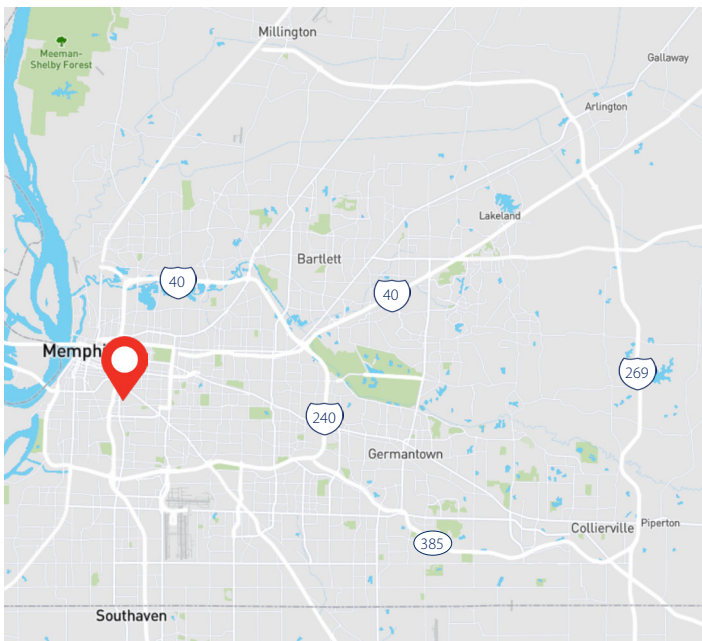 Millington
Meeman-
Shelby Forest
Gallaway
Arlington
Lakeland
Bartlett
40
40
Memphi
269
240
Germantown
385
Collierville
Piperton
Southaven